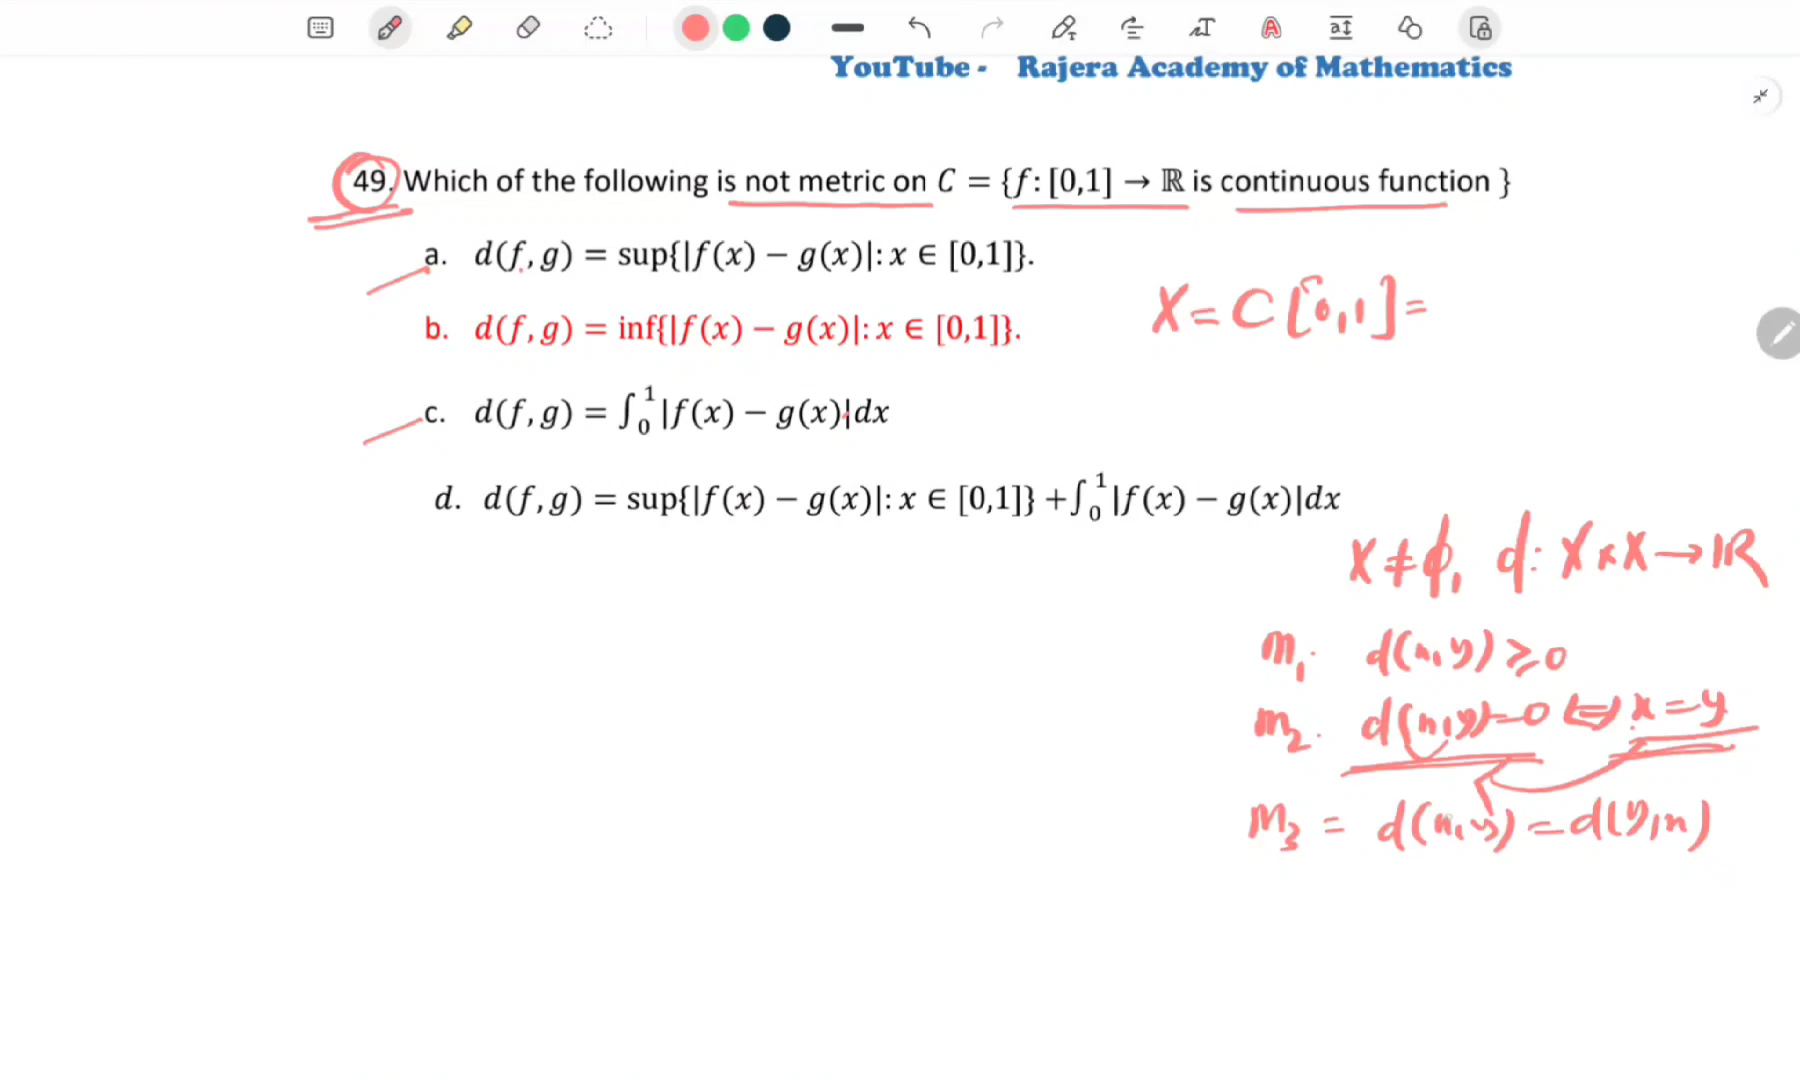 YouTube - Rajera Academy of Mathematics
49. Which of the following is not metric on C = {f: [0,1] → ℝ is continuous function }
a. d(f, g) = sup{|f(x) − g(x)|: x ∈ [0,1]}.
X = C[0,1] =
b. d(f, g) = inf{|f(x) − g(x)|: x ∈ [0,1]}.
c. d(f, g) = ∫₀¹ |f(x) − g(x)|dx
d. d(f, g) = sup{|f(x) − g(x)|: x ∈ [0,1]} + ∫₀¹ |f(x) − g(x)|dx
X ≠ ϕ, d: X × X → ℝ
m₁. d(x,y) ≥ 0
m₂. d(x,y) = 0 ⇔ x = y
m₃ = d(x,y) = d(y,x)